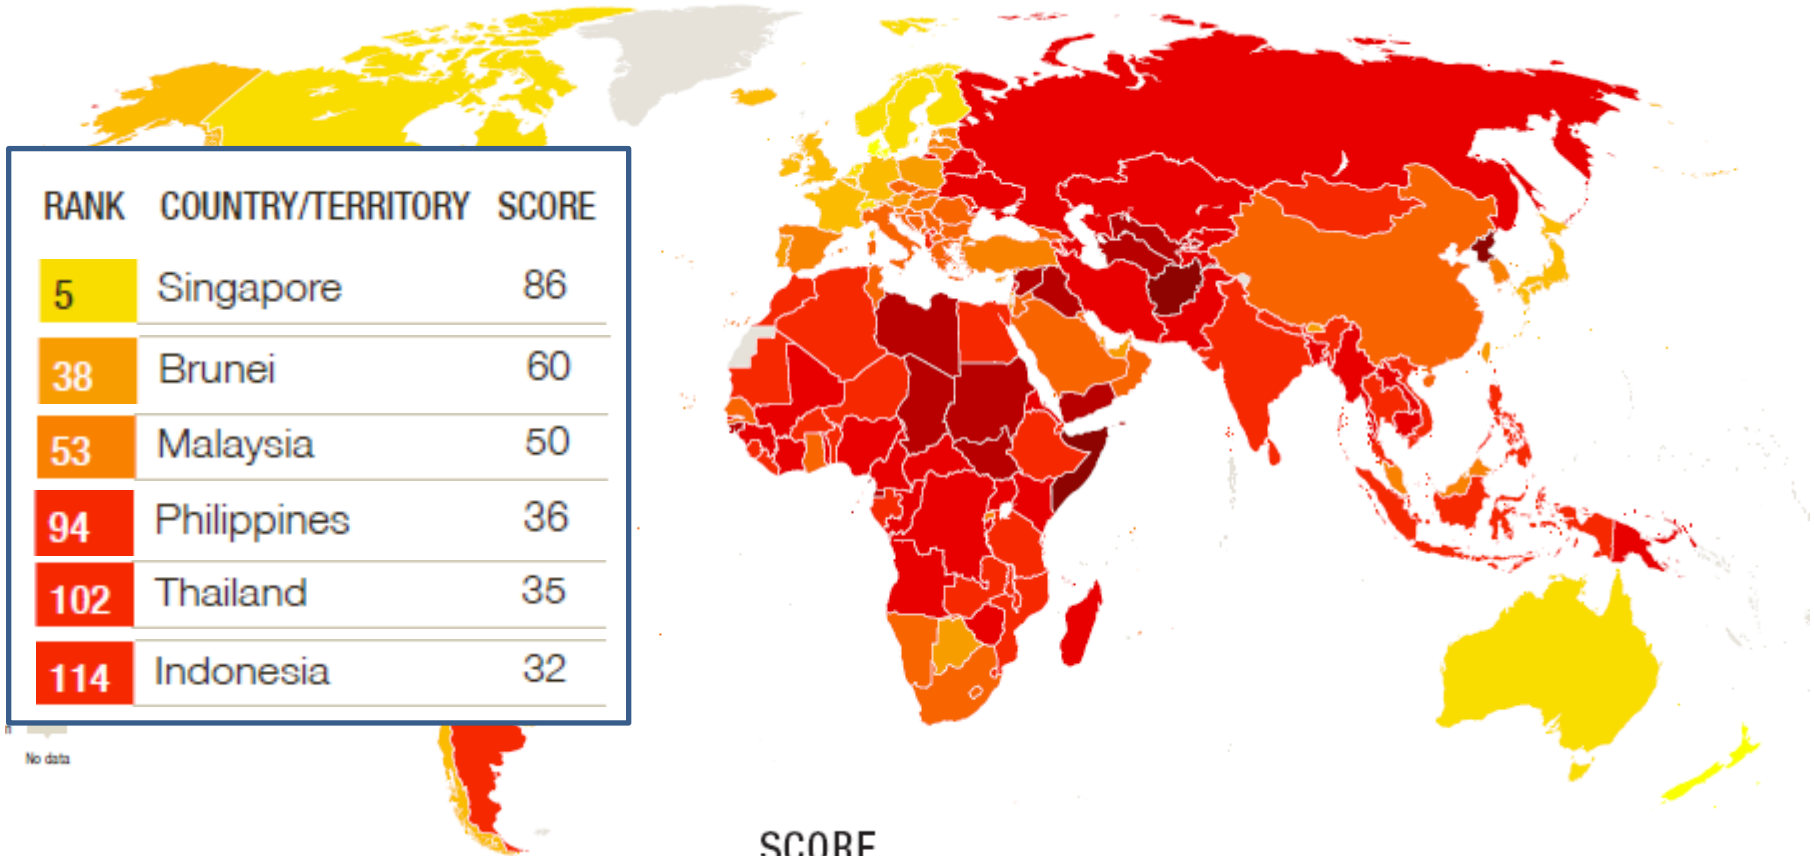 RANK COUNTRY/TERRITORY SCORE
5 Singapore 86
38 Brunei 60
53 Malaysia 50
94 Philippines 36
102 Thailand 35
114 Indonesia 32
No data
SCORE